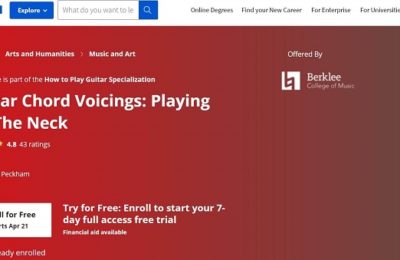 Explore What do you want to le Online Degrees Find your New Career For Enterprise For Universitie
Arts and Humanities Music and Art
e is part of the How to Play Guitar Specialization
Offered By
ar Chord Voicings: Playing
The Neck
Berklee
College of Music
4.8 43 ratings
Peckham
ll for Free
rts Apr 21
Try for Free: Enroll to start your 7-
day full access free trial
Financial aid available
eady enrolled